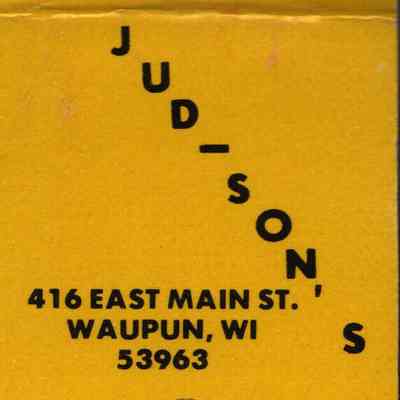 JUD-SON'S
416 EAST MAIN ST.
WAUPUN, WI
53963